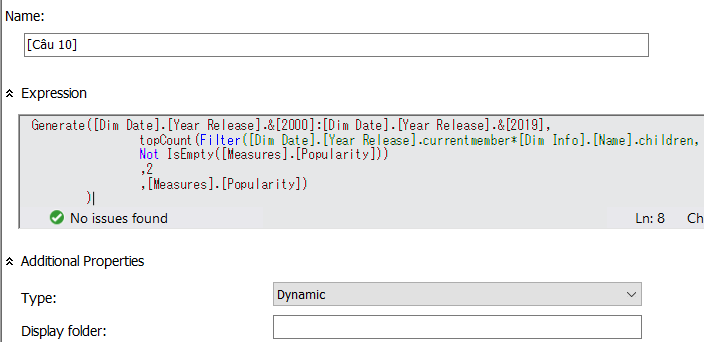 Name:
[Câu 10]
Expression
Generate([Dim Date].[Year Release].&[2000]:[Dim Date].[Year Release].&[2019],
topCount(Filter([Dim Date].[Year Release].currentmember*[Dim Info].[Name].children,
Not IsEmpty([Measures].[Popularity]))
,2
,[Measures].[Popularity])
)
No issues found Ln: 8 Ch
Additional Properties
Type: Dynamic
Display folder: